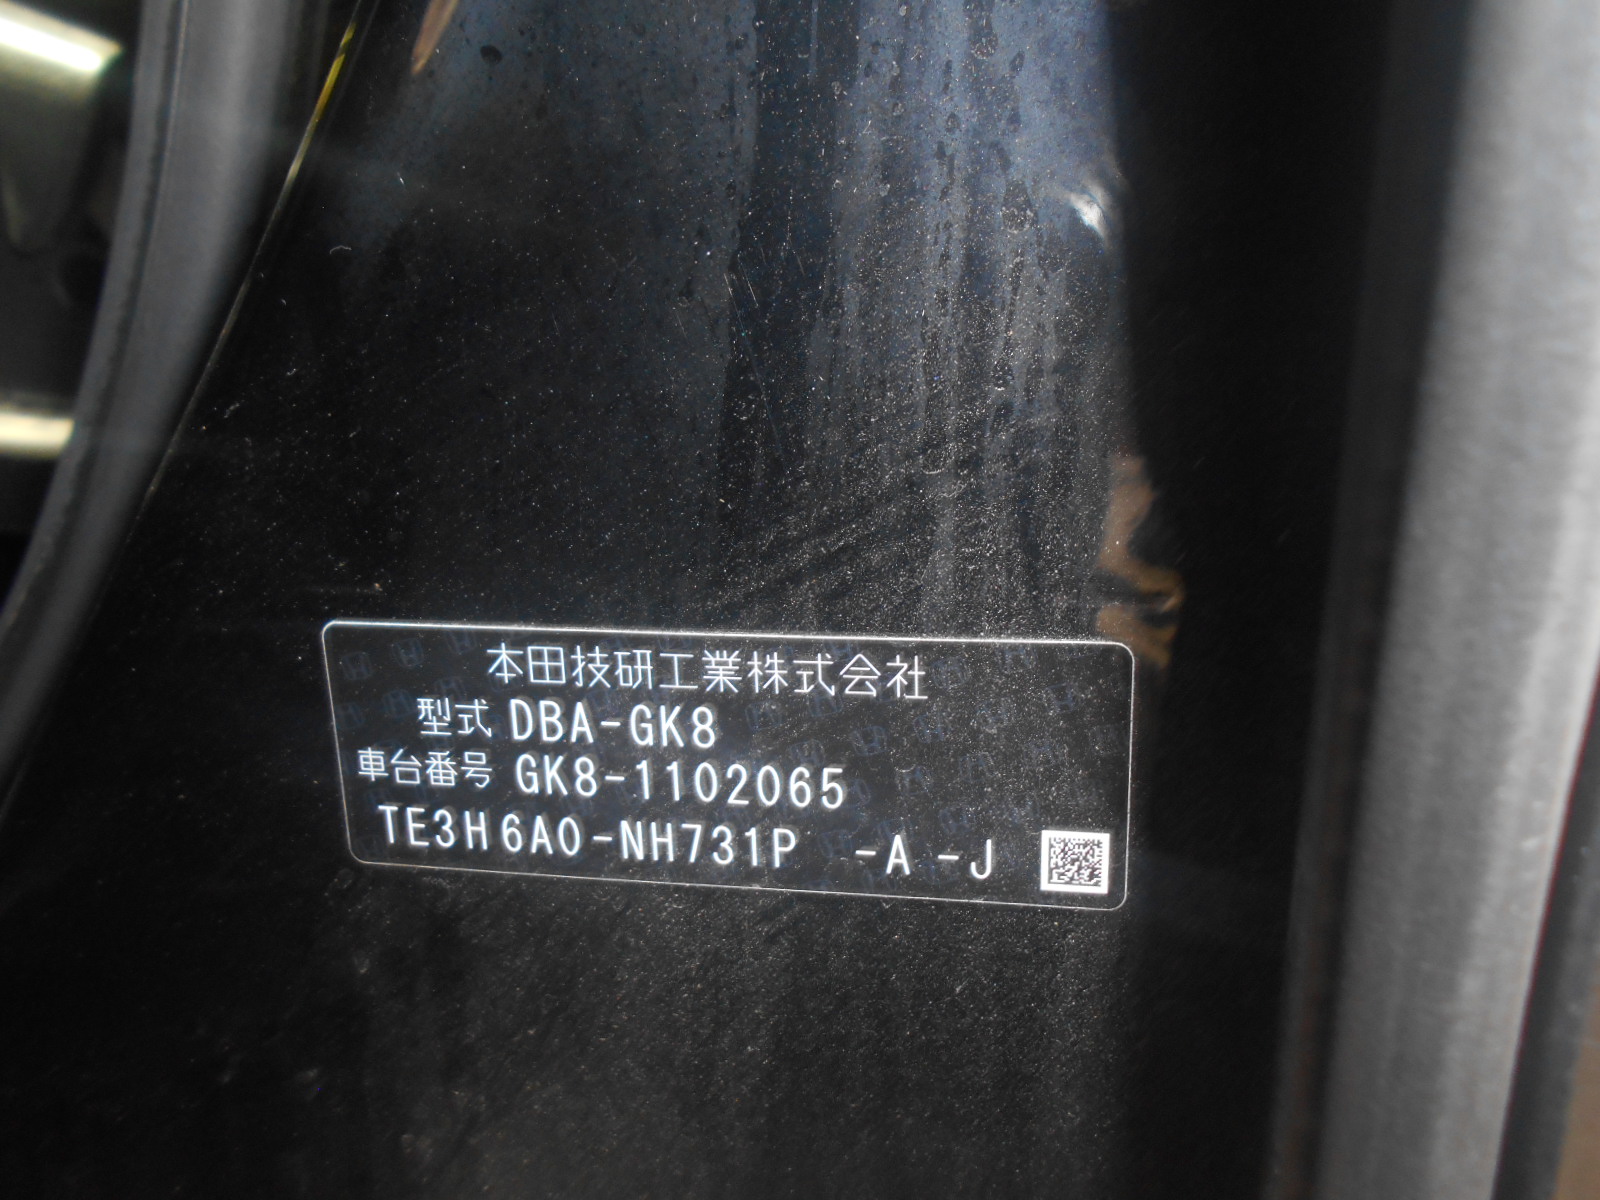 本田技研工業株式会社
型式 DBA-GK8
車台番号 GK8-1102065
TE3H6A0-NH731P -A -J